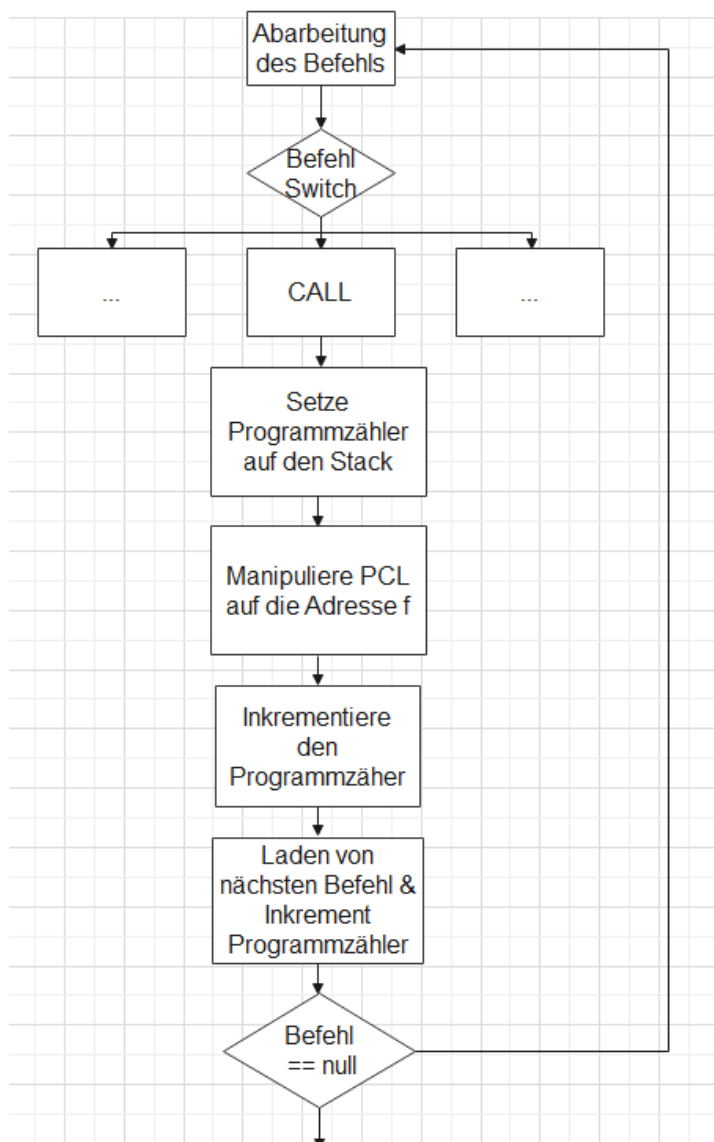 Abarbeitung
des Befehls
Befehl
Switch
...
CALL
...
Setze
Programmzähler
auf den Stack
Manipuliere PCL
auf die Adresse f
Inkrementiere
den
Programmzäher
Laden von
nächsten Befehl &
Inkrement
Programmzähler
Befehl
== null